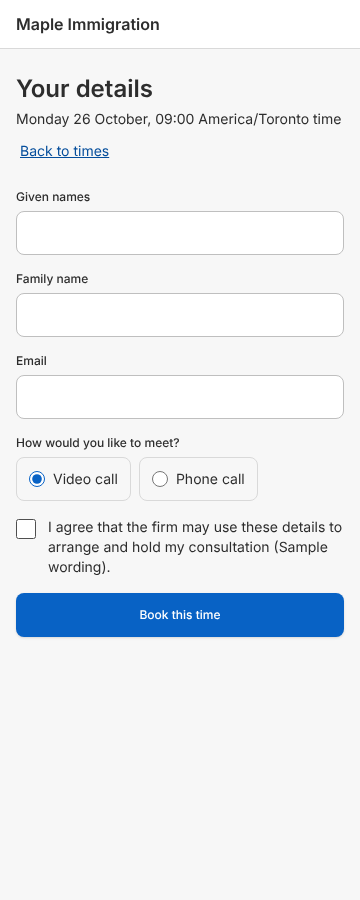 Maple Immigration
Your details
Monday 26 October, 09:00 America/Toronto time
Back to times
Given names
Family name
Email
How would you like to meet?
Video call
Phone call
I agree that the firm may use these details to
arrange and hold my consultation (Sample
wording).
Book this time